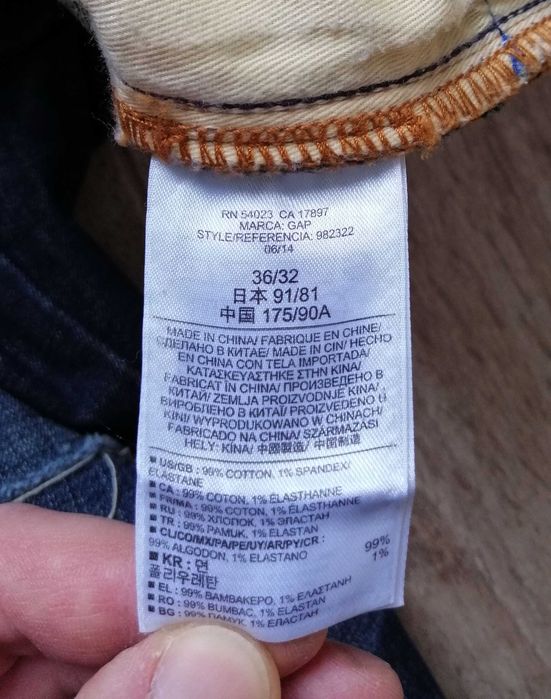 RN 54023 CA 17897
MARCA: GAP
STYLE/REFERENCIA: 982322
06/14
36/32
日本 91/81
中国 175/90A
MADE IN CHINA/ FABRIQUE EN CHINE/
СДЕЛАНО В КИТАЕ/ MADE IN CIN/ HECHO
EN CHINA CON TELA IMPORTADA/
ΚΑΤΑΣΚΕΥΑΣΤΗΚΕ ΣΤΗΝ ΚΙΝΑ/
FABRICAT ÎN CHINA/ ПРОИЗВЕДЕНО В
КИТАЙ/ ZEMLJA PROIZVODNJE KINA/
ВИРОБЛЕНО В КИТАЇ/ PROIZVEDENO U
KINI/ WYPRODUKOWANO W CHINACH/
FABRICADO NA CHINA/ SZÁRMAZÁSI
HELY: KÍNA/ 中國製造/ 中国制造
■ US/GB : 99% COTTON, 1% SPANDEX/
ELASTANE
■ CA : 99% COTON, 1% ELASTHANNE
■ FR/MA : 99% COTON, 1% ÉLASTHANNE
■ RU : 99% ХЛОПОК, 1% ЭЛАСТАН
■ TR : 99% PAMUK, 1% ELASTAN
■ CL/CO/MX/PA/PE/UY/AR/PY/CR :
99% ALGODON, 1% ELASTANO
■ KR : 면 99%
폴리우레탄 1%
■ EL : 99% ΒΑΜΒΑΚΕΡΟ, 1% ΕΛΑΣΤΑΝΗ
■ RO : 99% BUMBAC, 1% ELASTAN
■ BG : 99% ПАМУК, 1% ЕЛАСТАН